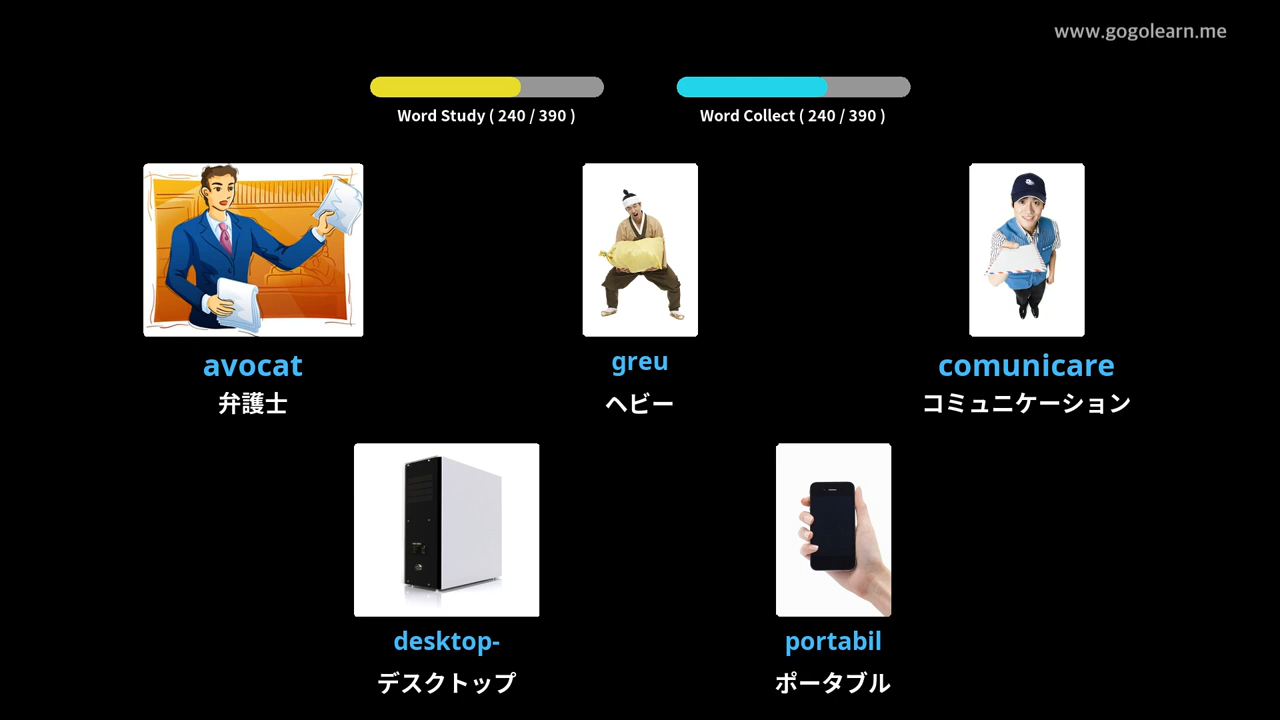 www.gogolearn.me
Word Study ( 240 / 390 )
Word Collect ( 240 / 390 )
avocat
弁護士
greu
ヘビー
comunicare
コミュニケーション
desktop-
デスクトップ
portabil
ポータブル